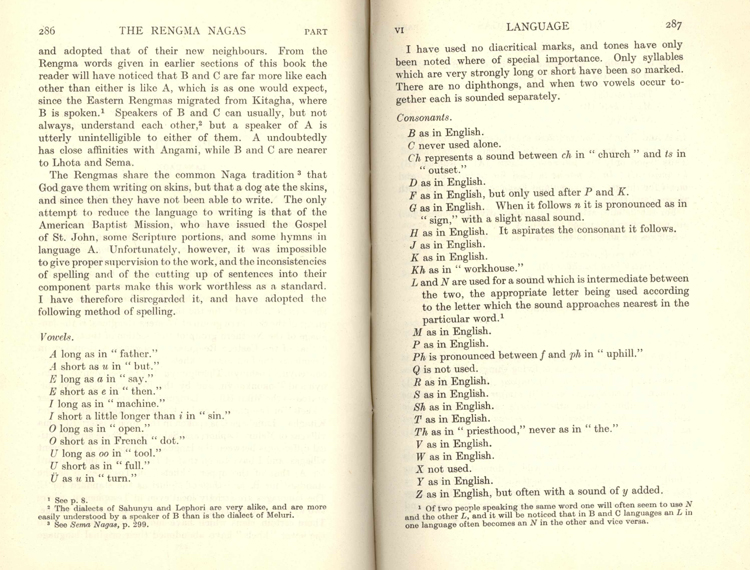 286 THE RENGMA NAGAS PART
and adopted that of their new neighbours. From the
Rengma words given in earlier sections of this book the
reader will have noticed that B and C are far more like each
other than either is like A, which is as one would expect,
since the Eastern Rengmas migrated from Kitagha, where
B is spoken.¹ Speakers of B and C can usually, but not
always, understand each other,² but a speaker of A is
utterly unintelligible to either of them. A undoubtedly
has close affinities with Angami, while B and C are nearer
to Lhota and Sema.
The Rengmas share the common Naga tradition ³ that
God gave them writing on skins, but that a dog ate the skins,
and since then they have not been able to write. The only
attempt to reduce the language to writing is that of the
American Baptist Mission, who have issued the Gospel
of St. John, some Scripture portions, and some hymns in
language A. Unfortunately, however, it was impossible
to give proper supervision to the work, and the inconsistencies
of spelling and of the cutting up of sentences into their
component parts make this work worthless as a standard.
I have therefore disregarded it, and have adopted the
following method of spelling.
Vowels.
A long as in " father."
A short as u in " but."
E long as a in " say."
E short as e in " then."
I long as in " machine."
I short a little longer than i in " sin."
O long as in " open."
O short as in French " dot."
U long as oo in " tool."
U short as in " full."
Ü as u in " turn."
¹ See p. 8.
² The dialects of Sahunyu and Lephori are very alike, and are more
easily understood by a speaker of B than is the dialect of Meluri.
³ See Sema Nagas, p. 299.
VI LANGUAGE 287
I have used no diacritical marks, and tones have only
been noted where of special importance. Only syllables
which are very strongly long or short have been so marked.
There are no diphthongs, and when two vowels occur to-
gether each is sounded separately.
Consonants.
B as in English.
C never used alone.
Ch represents a sound between ch in " church " and ts in
" outset."
D as in English.
F as in English, but only used after P and K.
G as in English. When it follows n it is pronounced as in
" sign," with a slight nasal sound.
H as in English. It aspirates the consonant it follows.
J as in English.
K as in English.
Kh as in " workhouse."
L and N are used for a sound which is intermediate between
the two, the appropriate letter being used according
to the letter which the sound approaches nearest in the
particular word.¹
M as in English.
P as in English.
Ph is pronounced between f and ph in " uphill."
Q is not used.
R as in English.
S as in English.
Sh as in English.
T as in English.
Th as in " priesthood," never as in " the."
V as in English.
W as in English.
X not used.
Y as in English.
Z as in English, but often with a sound of y added.
¹ Of two people speaking the same word one will often seem to use N
and the other L, and it will be noticed that in B and C languages an L in
one language often becomes an N in the other and vice versa.